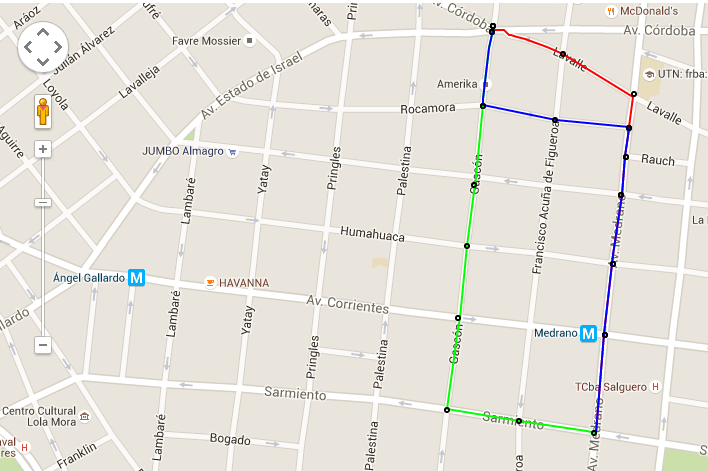 Aráoz
Julián Álvarez
Loyola
Lavalleja
Aguirre
Favre Mossier
Av. Estado de Israel
Av. Córdoba
McDonald's
Av. Córdoba
Lavalle
UTN: frba:
Lavalle
Amerika
Rocamora
Rauch
JUMBO Almagro
Lambaré
Yatay
Pringles
Palestina
Gascón
Francisco Acuña de Figueroa
Av. Medrano
La
Humahuaca
Ángel Gallardo
M
HAVANNA
Av. Corrientes
Medrano
M
Lambaré
Yatay
Pringles
Palestina
Gascón
Sarmiento
Sarmiento
TCba Salguero
H
Av. Medrano
Centro Cultural
Lola Mora
Bogado
Franklin
Lambaré
Yatay
Palestina